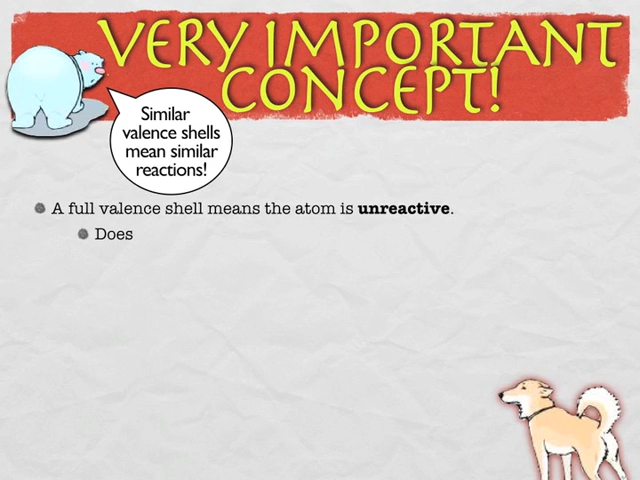 VERY IMPORTANT
CONCEPT!
Similar
valence shells
mean similar
reactions!
A full valence shell means the atom is unreactive.
Does